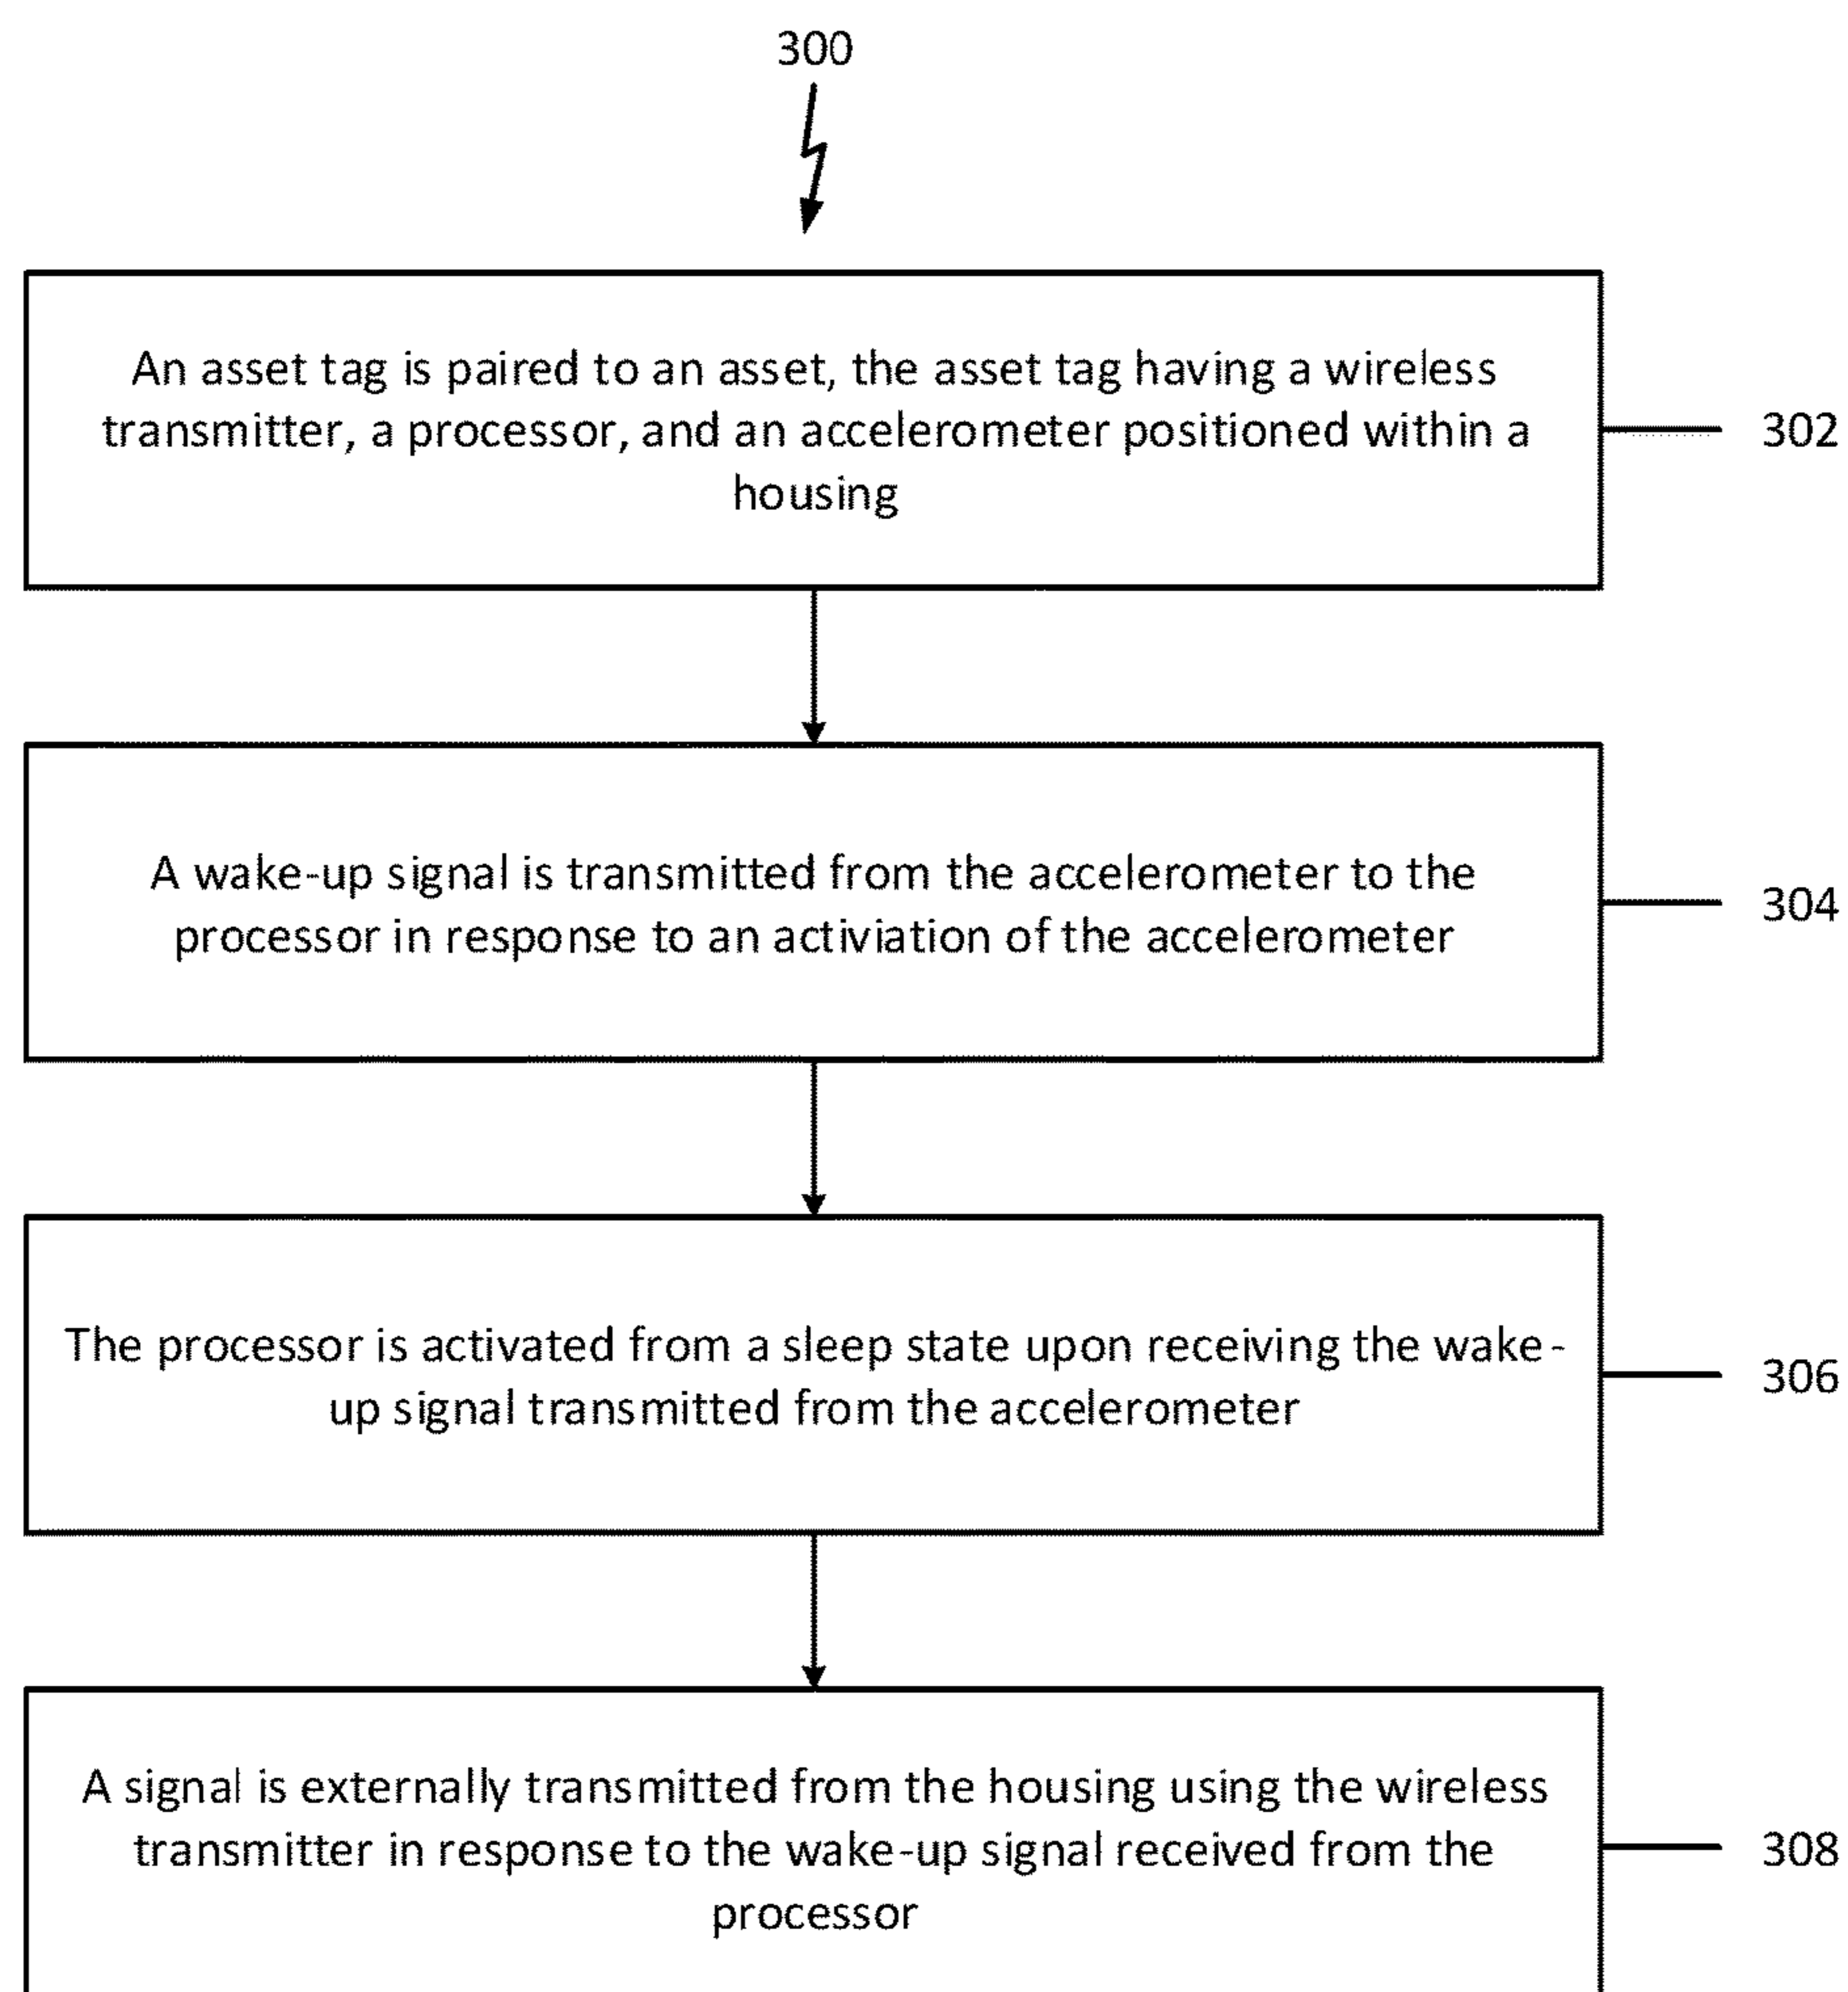 300
An asset tag is paired to an asset, the asset tag having a wireless
transmitter, a processor, and an accelerometer positioned within a
housing
302
A wake-up signal is transmitted from the accelerometer to the
processor in response to an activiation of the accelerometer
304
The processor is activated from a sleep state upon receiving the wake-
up signal transmitted from the accelerometer
306
A signal is externally transmitted from the housing using the wireless
transmitter in response to the wake-up signal received from the
processor
308